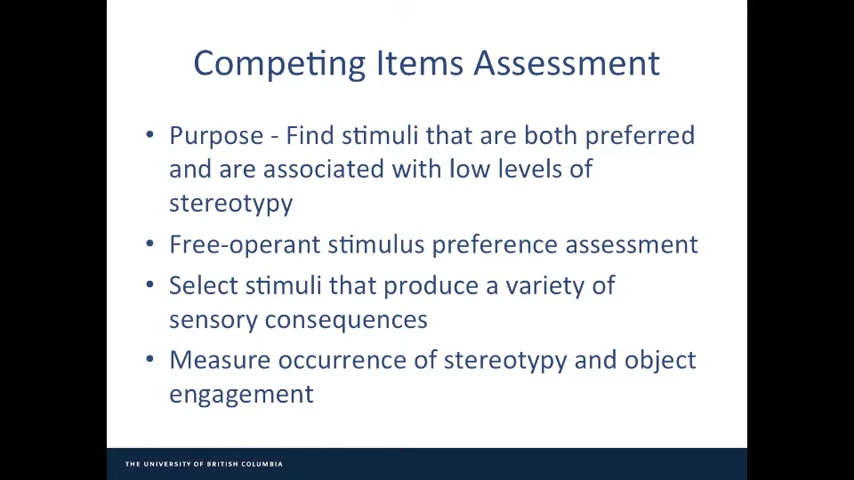 Competing Items Assessment
• Purpose - Find stimuli that are both preferred
and are associated with low levels of
stereotypy
• Free-operant stimulus preference assessment
• Select stimuli that produce a variety of
sensory consequences
• Measure occurrence of stereotypy and object
engagement
THE UNIVERSITY OF BRITISH COLUMBIA